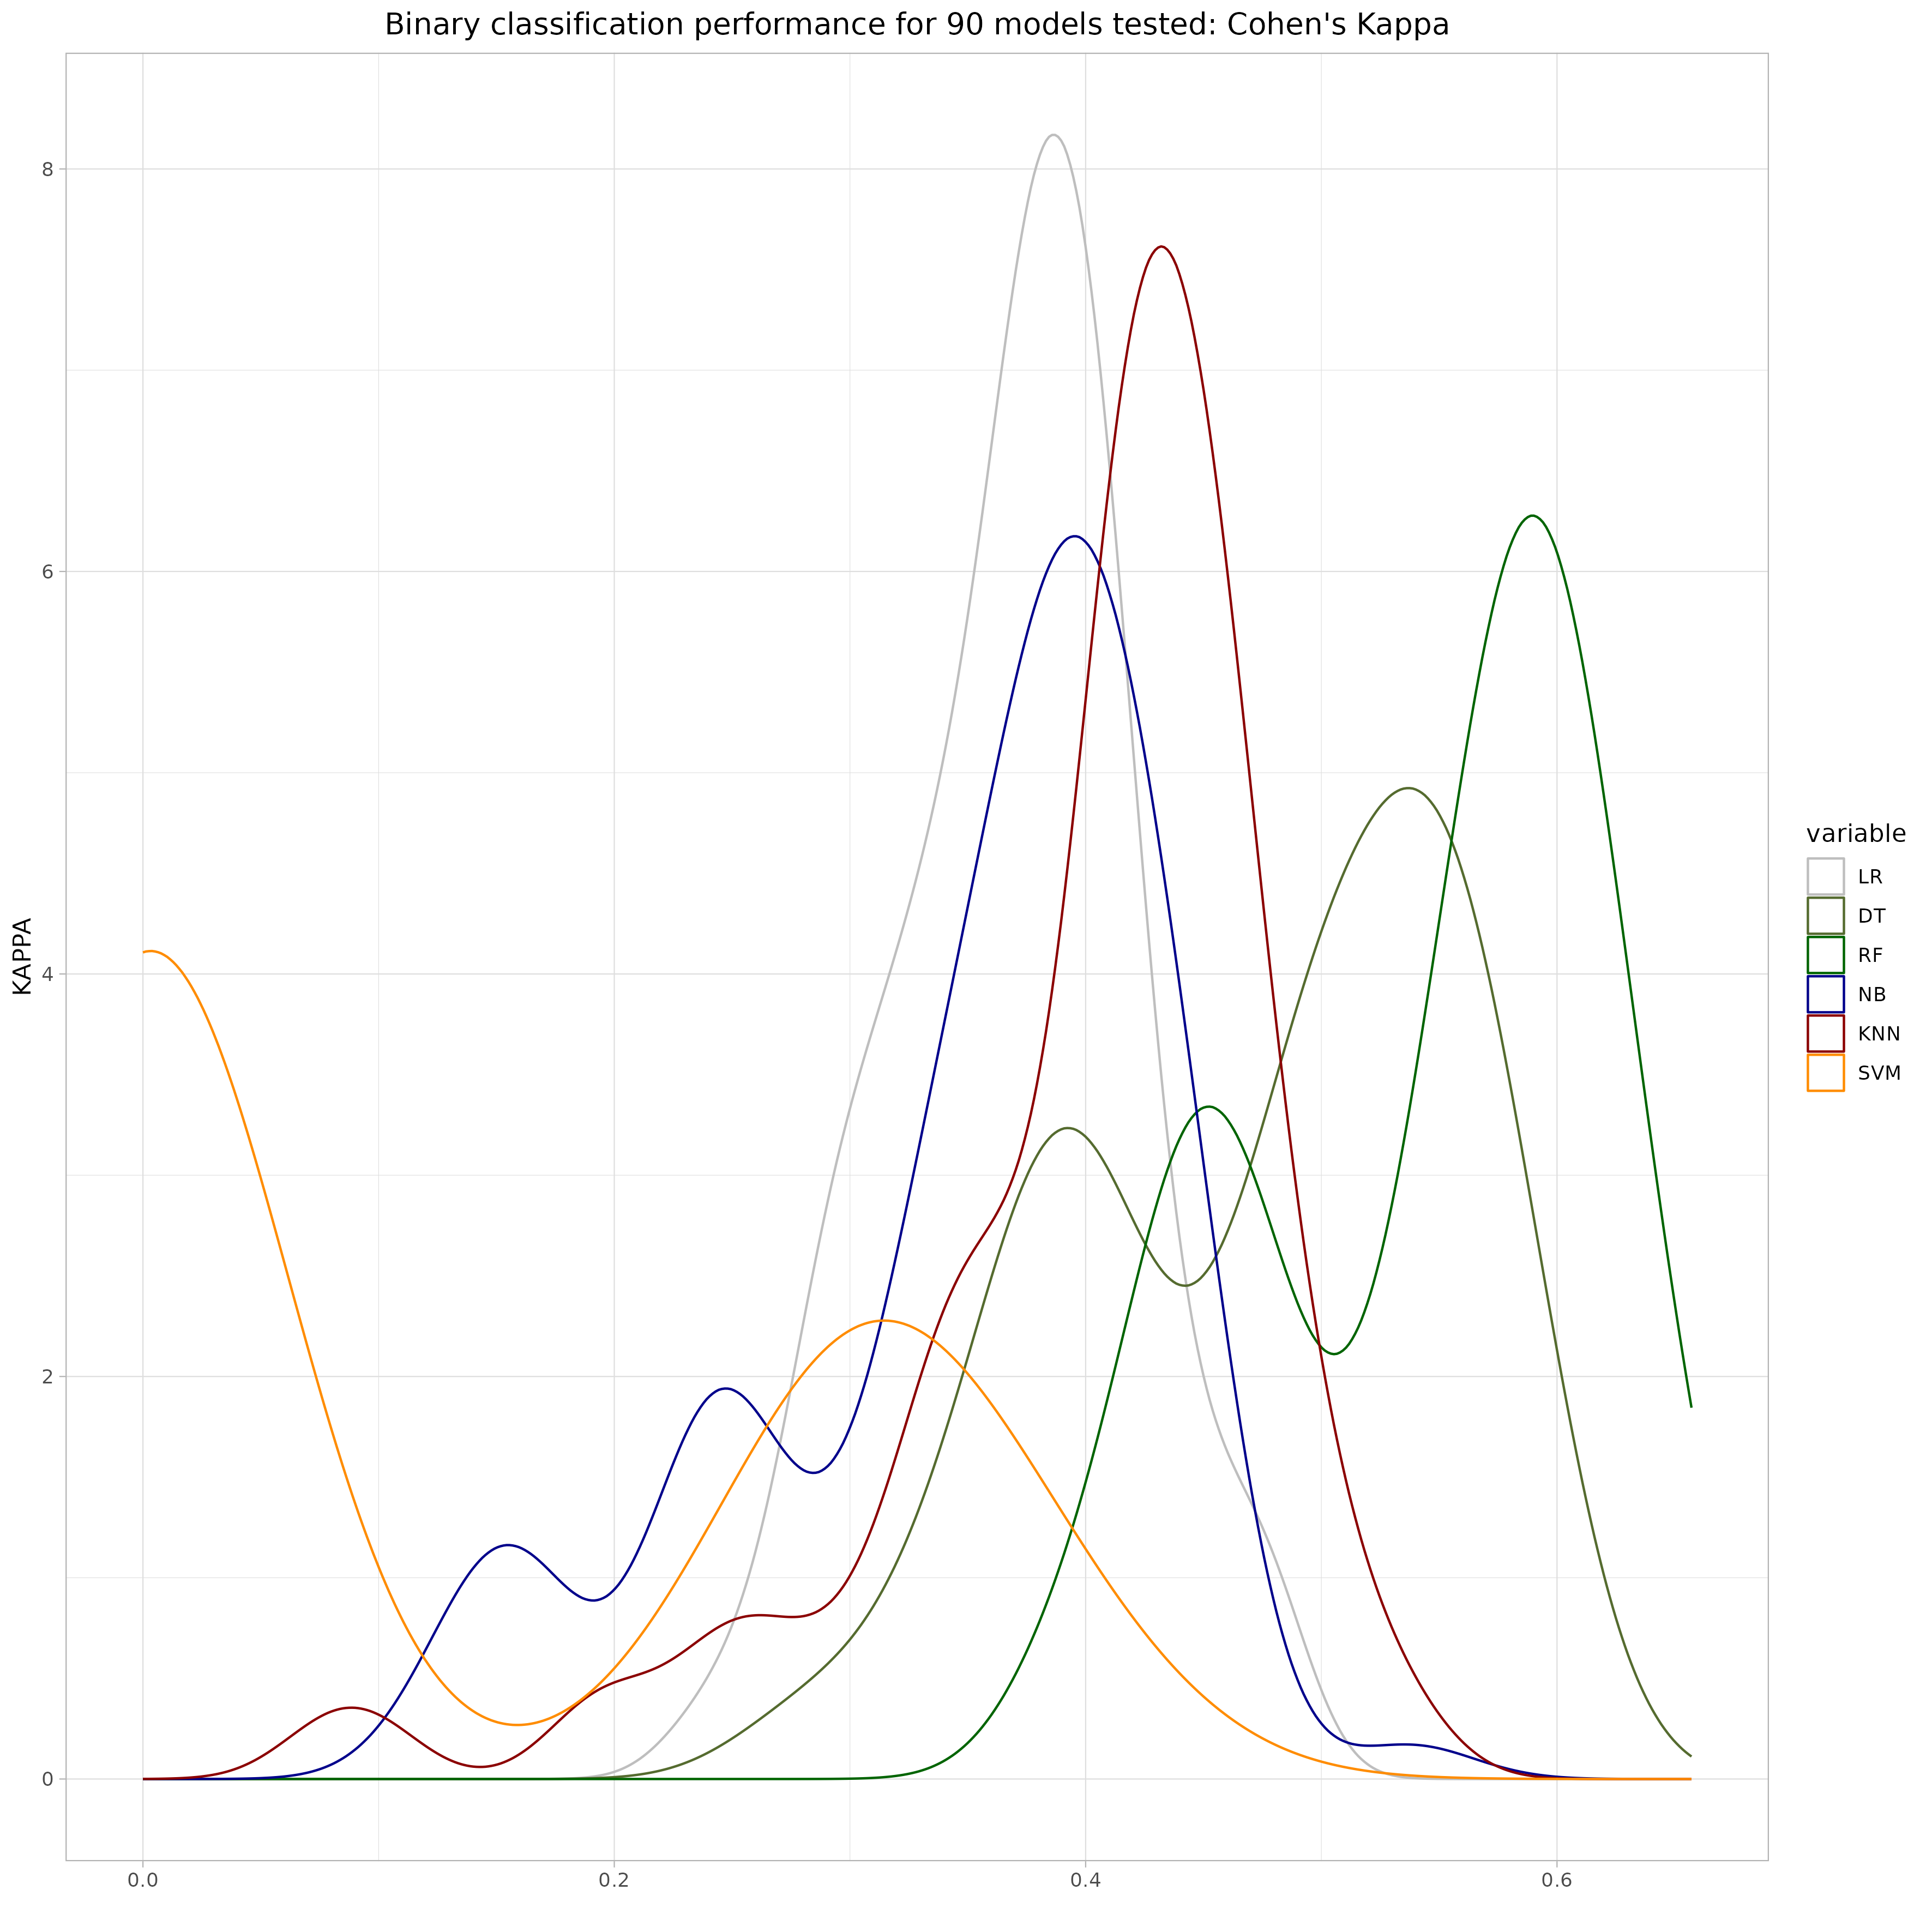 Binary classification performance for 90 models tested: Cohen's Kappa
KAPPA
8
6
4
2
0
0.0 0.2 0.4 0.6
variable
LR
DT
RF
NB
KNN
SVM